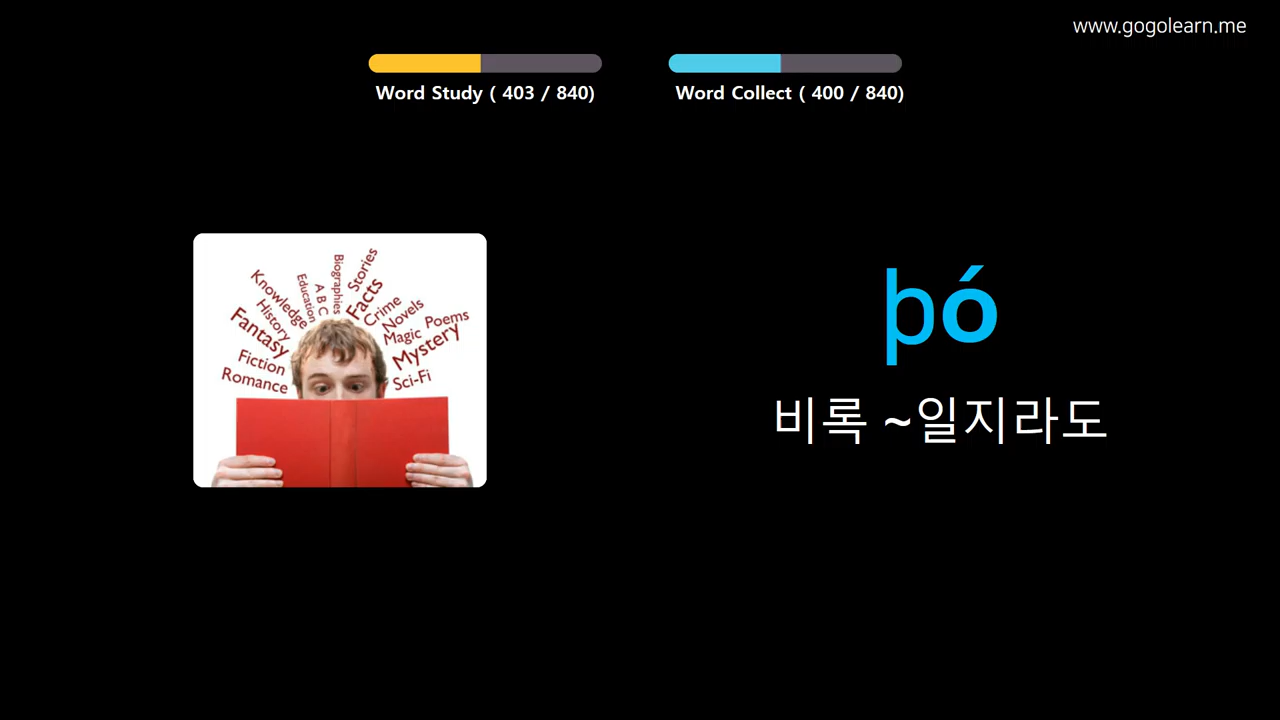 www.gogolearn.me
Word Study ( 403 / 840)
Word Collect ( 400 / 840)
Knowledge
History
Fantasy
Fiction
Romance
Education
A B C
Biographies
Stories
Facts
Crime
Novels
Magic
Poems
Mystery
Sci-Fi
þó
비록 ~일지라도